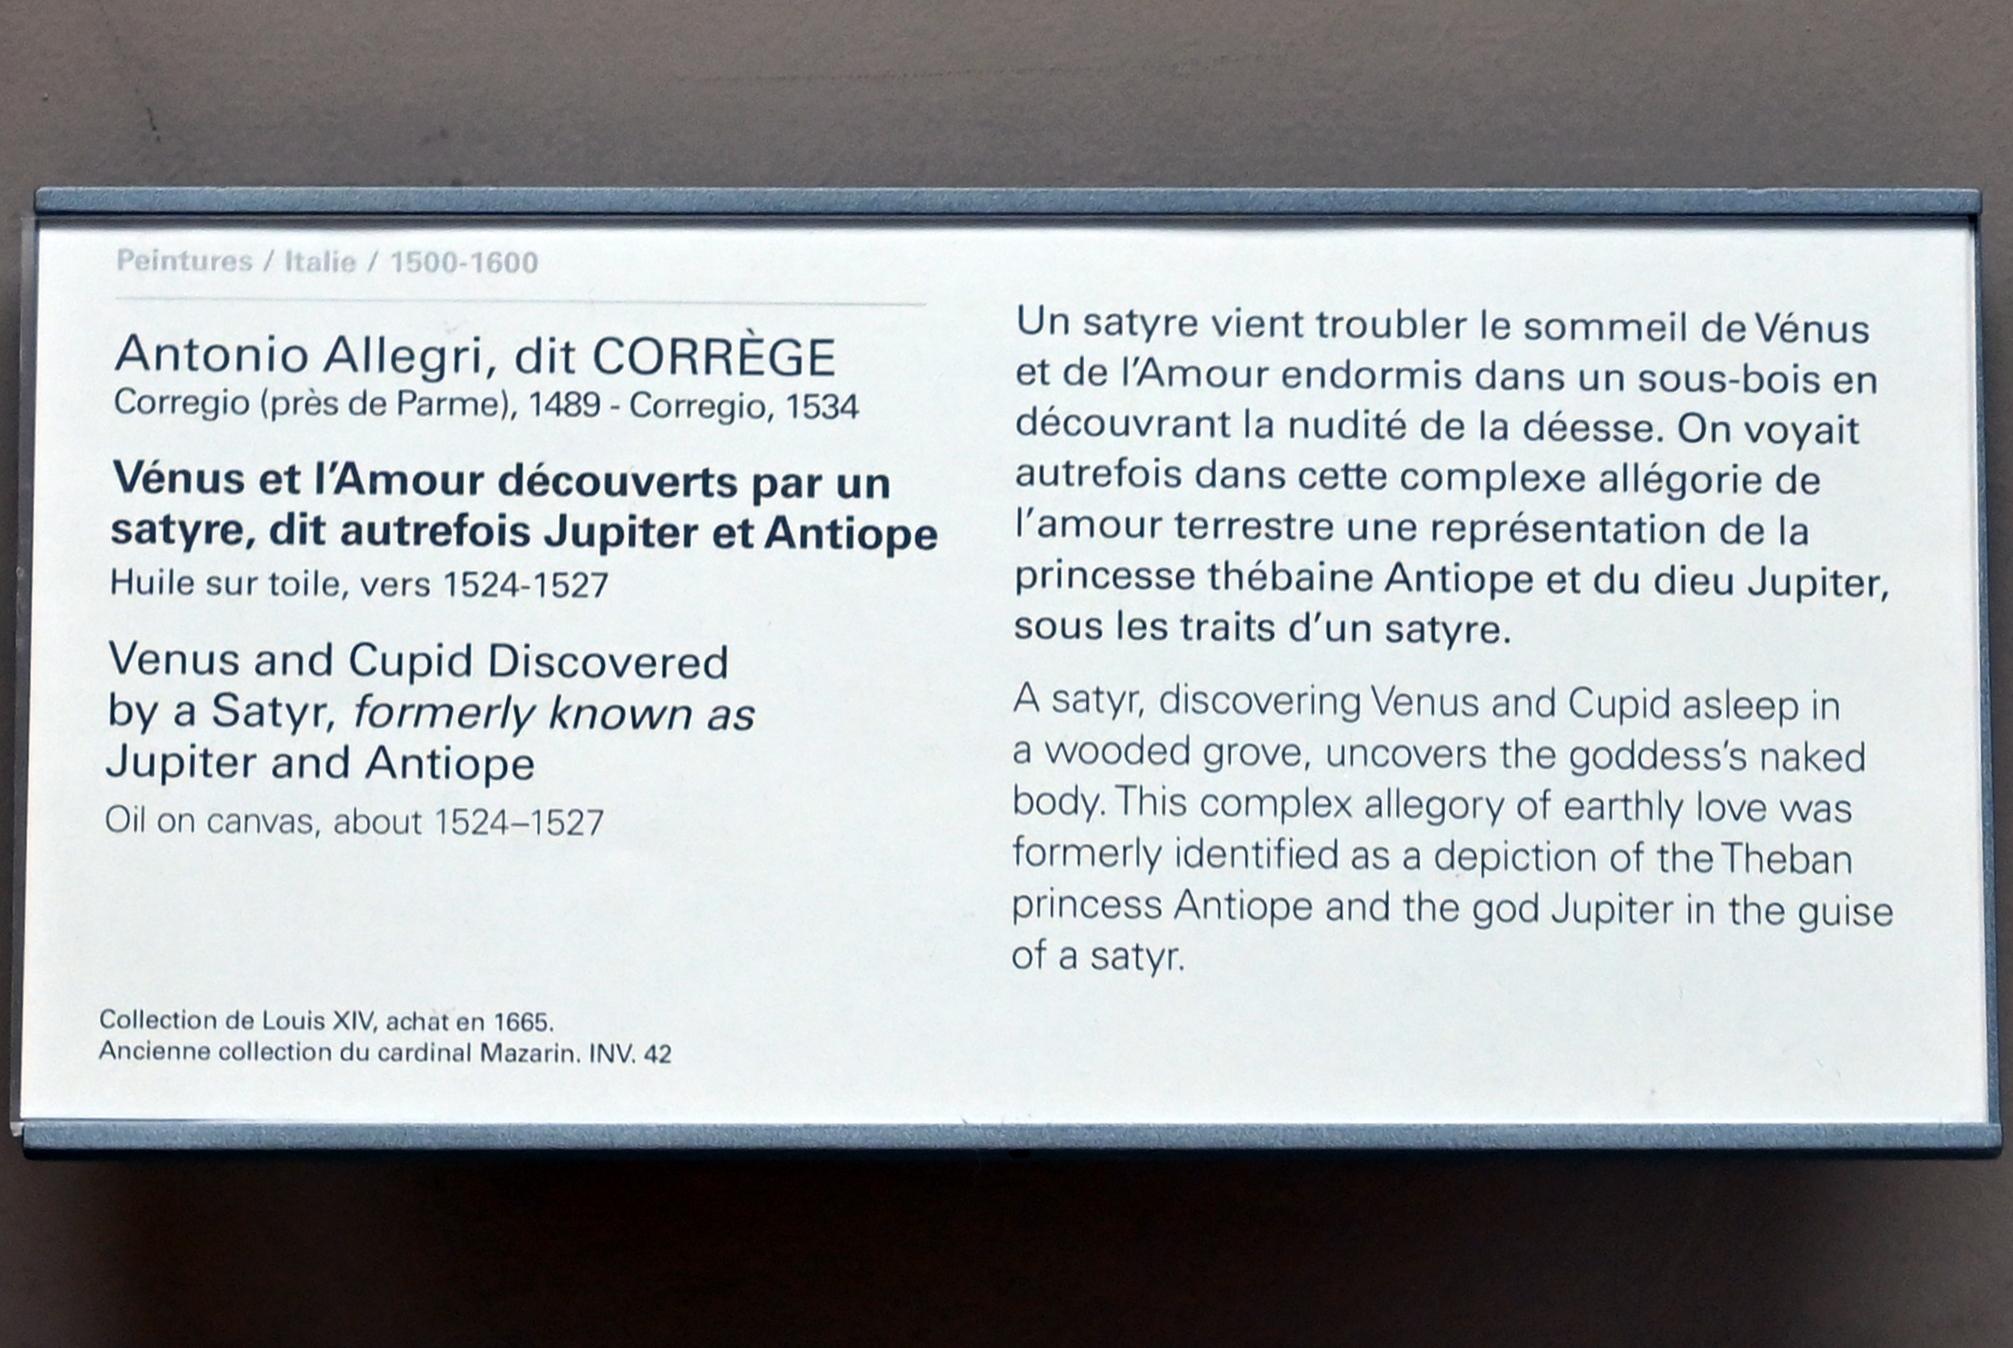 Peintures / Italie / 1500-1600
Antonio Allegri, dit CORRÈGE
Corregio (près de Parme), 1489 - Corregio, 1534
Vénus et l'Amour découverts par un
satyre, dit autrefois Jupiter et Antiope
Huile sur toile, vers 1524-1527
Venus and Cupid Discovered
by a Satyr, formerly known as
Jupiter and Antiope
Oil on canvas, about 1524–1527
Collection de Louis XIV, achat en 1665.
Ancienne collection du cardinal Mazarin. INV. 42
Un satyre vient troubler le sommeil de Vénus
et de l'Amour endormis dans un sous-bois en
découvrant la nudité de la déesse. On voyait
autrefois dans cette complexe allégorie de
l'amour terrestre une représentation de la
princesse thébaine Antiope et du dieu Jupiter,
sous les traits d'un satyre.
A satyr, discovering Venus and Cupid asleep in
a wooded grove, uncovers the goddess's naked
body. This complex allegory of earthly love was
formerly identified as a depiction of the Theban
princess Antiope and the god Jupiter in the guise
of a satyr.